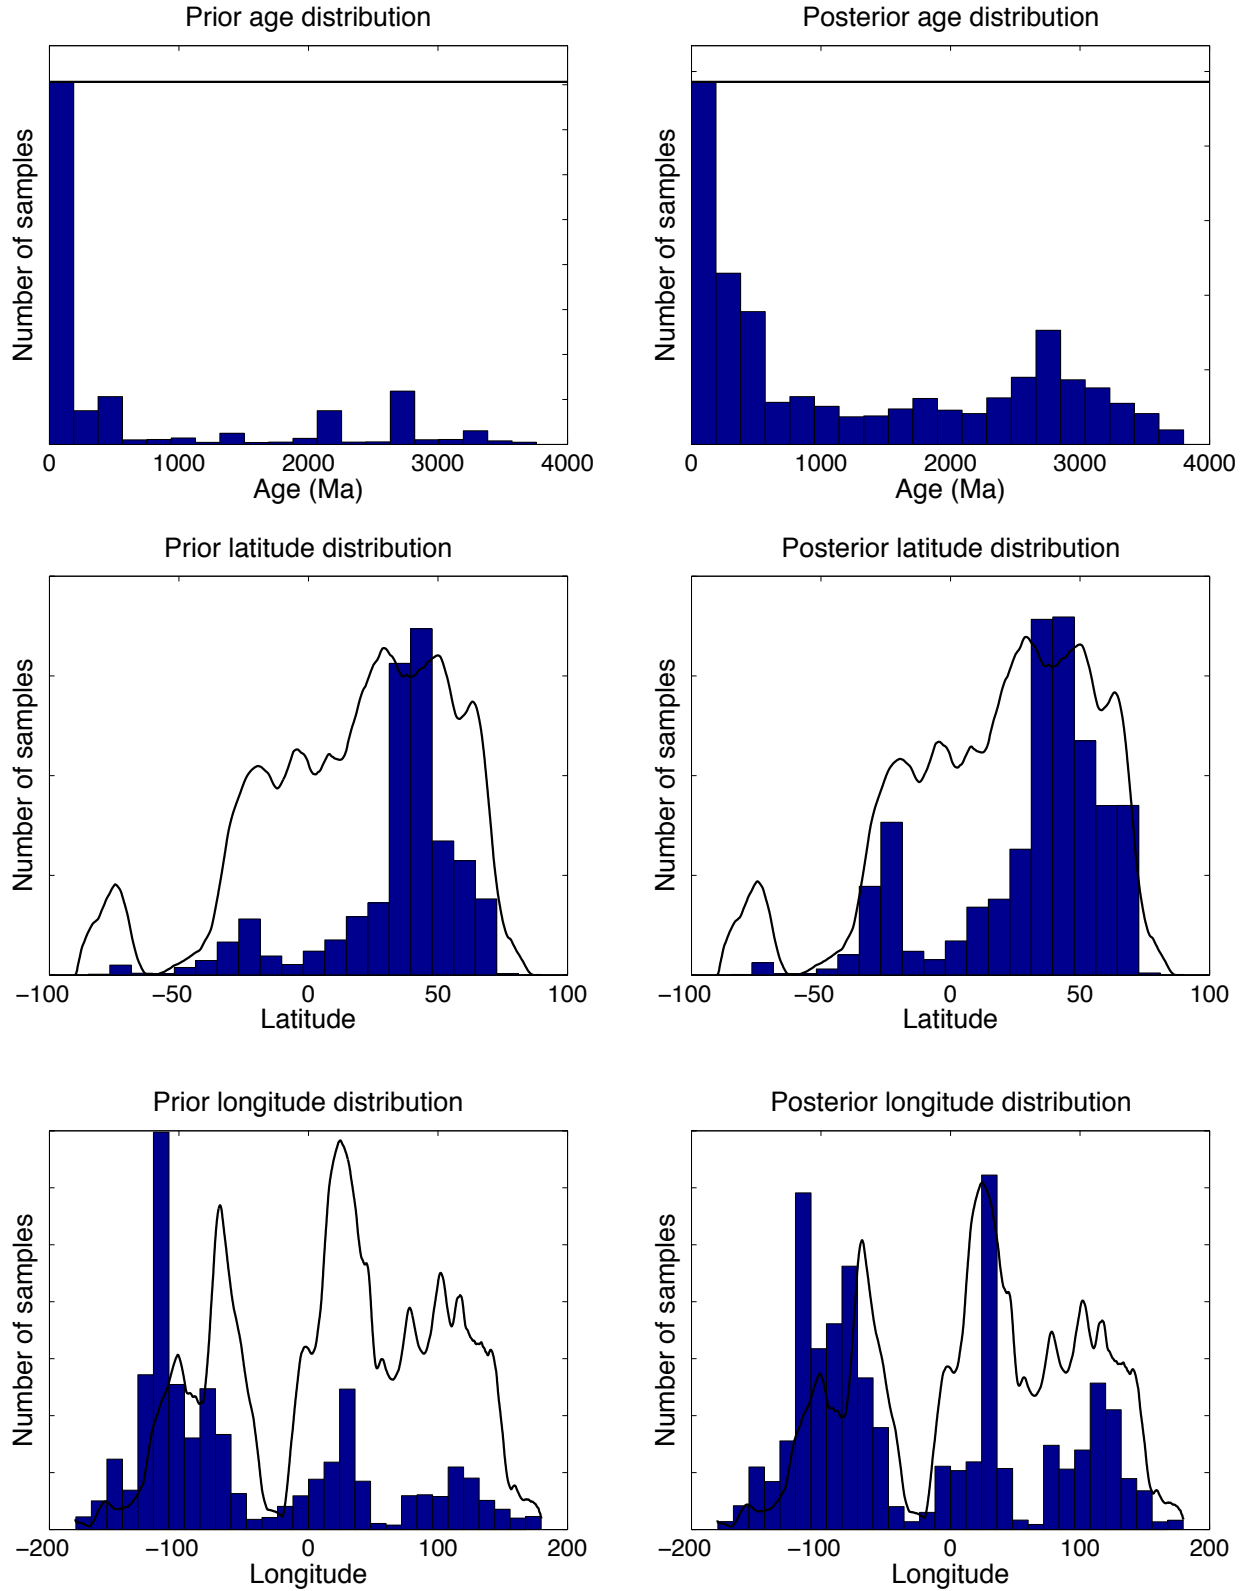 Prior age distribution
Number of samples
0 1000 2000 3000 4000
Age (Ma)
Posterior age distribution
Number of samples
0 1000 2000 3000 4000
Age (Ma)
Prior latitude distribution
Number of samples
−100 −50 0 50 100
Latitude
Posterior latitude distribution
Number of samples
−100 −50 0 50 100
Latitude
Prior longitude distribution
Number of samples
−200 −100 0 100 200
Longitude
Posterior longitude distribution
Number of samples
−200 −100 0 100 200
Longitude